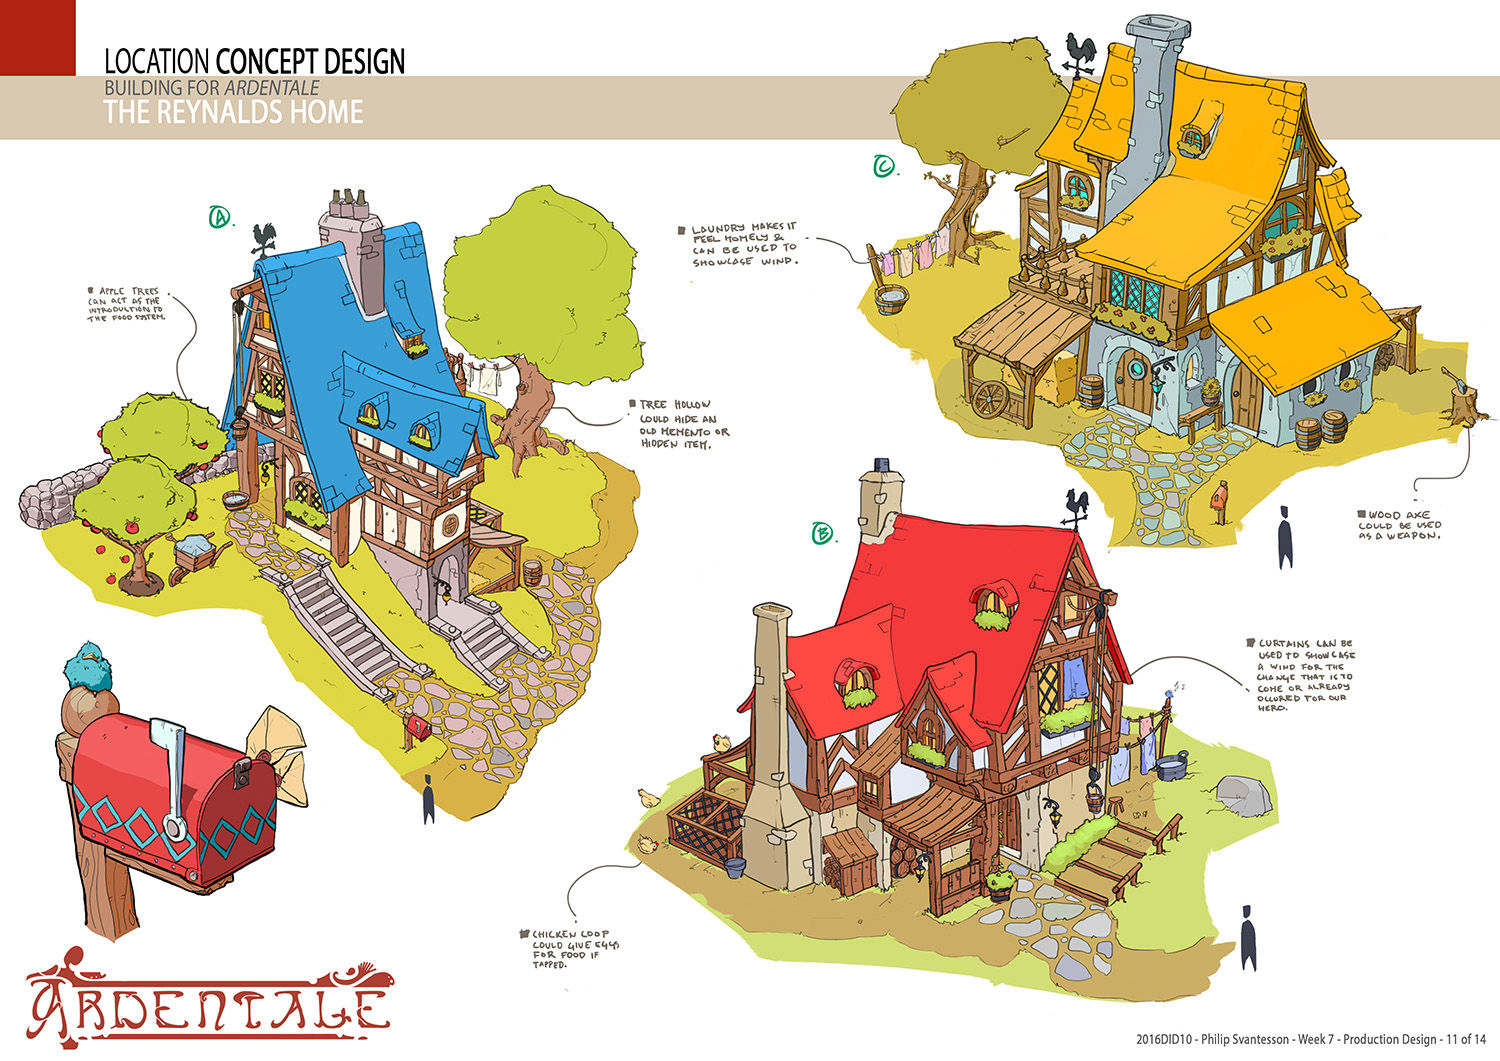 LOCATION CONCEPT DESIGN
BUILDING FOR ARDENTALE
THE REYNALDS HOME
A.
APPLE TREES
CAN ACT AS THE
INTRODUCTION TO
THE FOOD SYSTEM.
TREE HOLLOW
COULD HIDE AN
OLD MEMENTO OR
HIDDEN ITEM.
C.
LAUNDRY MAKES IT
FEEL HOMELY &
CAN BE USED TO
SHOWCASE WIND.
WOOD AXE
COULD BE USED
AS A WEAPON.
B.
CURTAINS CAN BE
USED TO SHOWCASE
A WIND FOR THE
CHANGE THAT IS TO
COME OR ALREADY
OCCURED FOR OUR
HERO.
CHICKEN COOP
COULD GIVE EGGS
FOR FOOD IF
TAPPED.
ARDENTALE
2016DID10 - Philip Svantesson - Week 7 - Production Design - 11 of 14